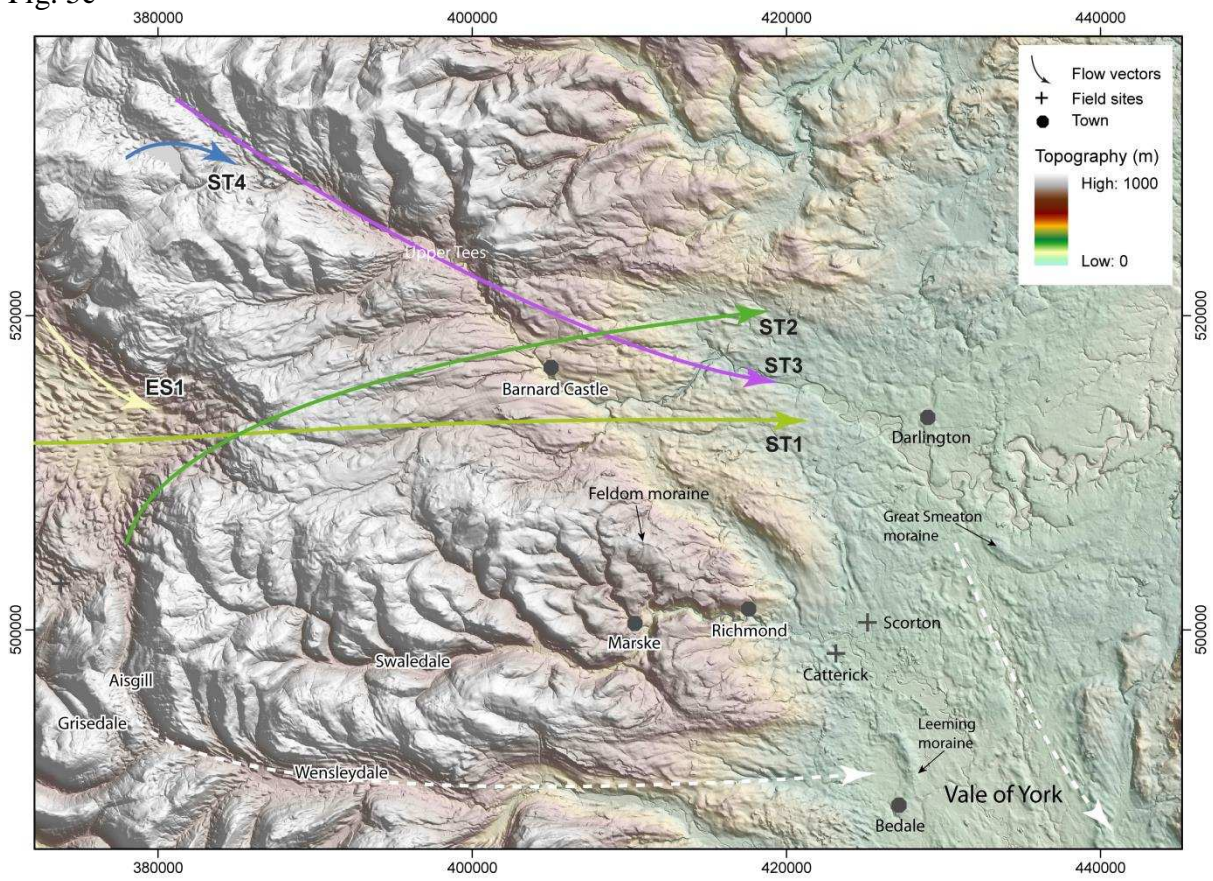 Fig. 3c
380000
400000
420000
440000
Flow vectors
Field sites
Town
Topography (m)
High: 1000
Low: 0
ST4
Upper Tees
520000
520000
ST2
ST3
ES1
Barnard Castle
ST1
Darlington
Feldom moraine
Great Smeaton
moraine
500000
500000
Scorton
Richmond
Marske
Swaledale
Catterick
Aisgill
Grisedale
Leeming
moraine
Wensleydale
Vale of York
Bedale
380000
400000
420000
440000